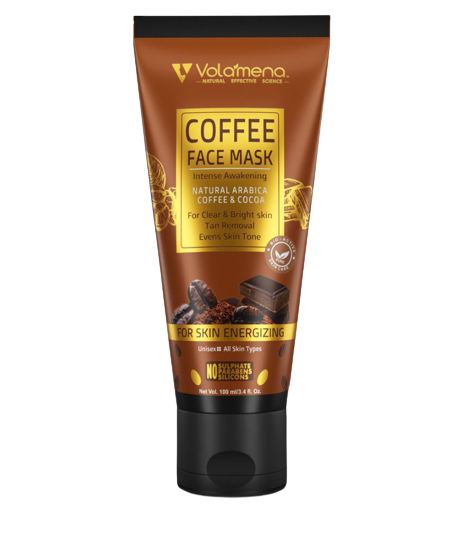 Volamena
NATURAL EFFECTIVE SCIENCE
COFFEE
FACE MASK
Intense Awakening
NATURAL ARABICA
COFFEE & COCOA
For Clear & Bright skin
Tan Removal
Evens Skin Tone
FOR SKIN ENERGIZING
Unisex All Skin Types
NO SULPHATE
PARABENS
SILICONS
Net Vol. 100 ml/3.4 fl. Oz.